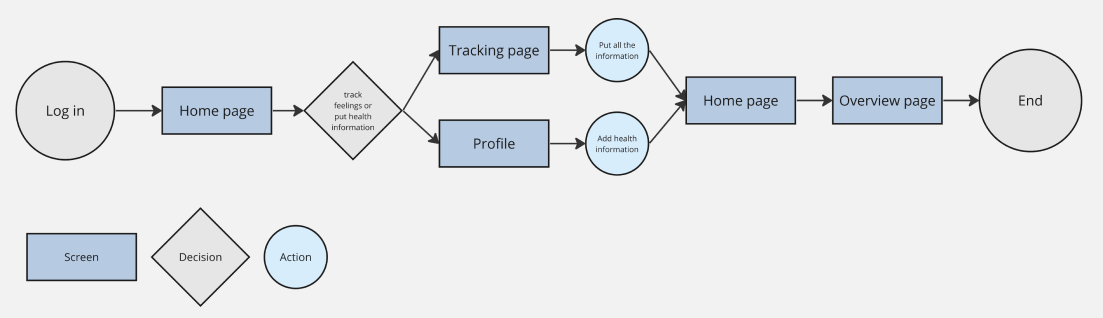 Log in
Home page
track
feelings or
put health
information
Tracking page
Put all the
information
Profile
Add health
information
Home page
Overview page
End
Screen
Decision
Action